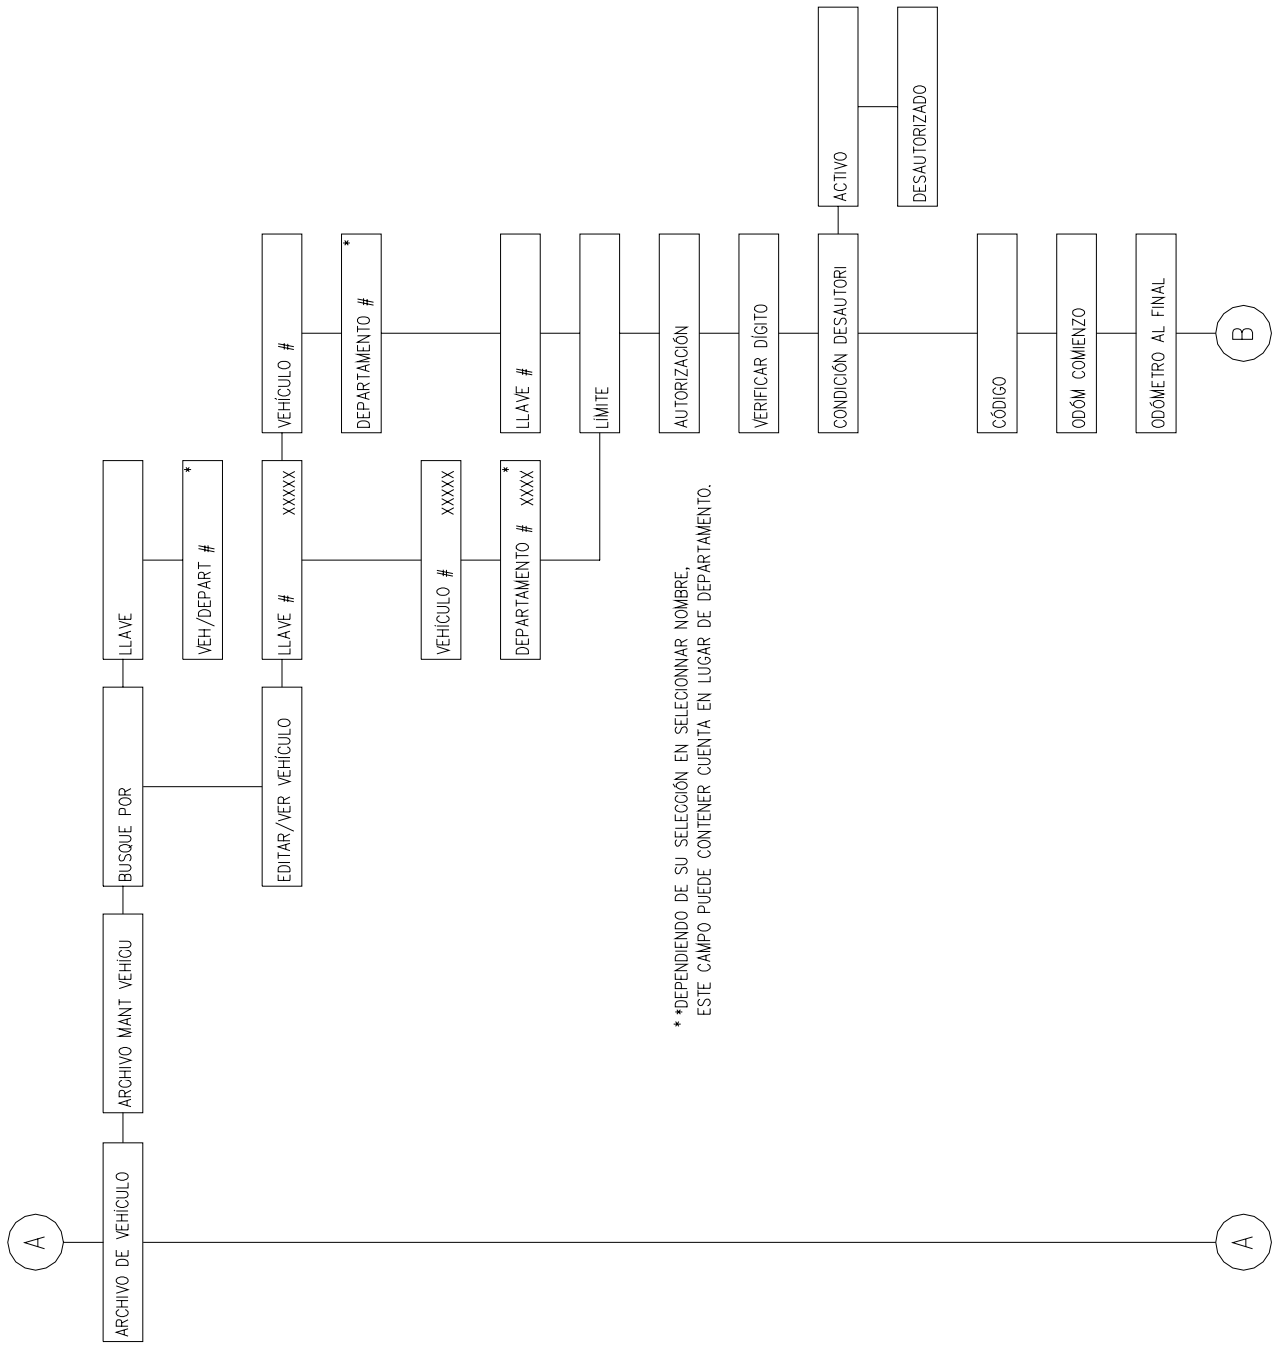 A
ARCHIVO DE VEHÍCULO
ARCHIVO MANT VEHÍCU
BUSQUE POR
LLAVE
VEH/DEPART # *
EDITAR/VER VEHÍCULO
LLAVE # XXXXX
VEHÍCULO #
DEPARTAMENTO # *
VEHÍCULO # XXXXX
DEPARTAMENTO # XXXX *
LLAVE #
LÍMITE
AUTORIZACIÓN
VERIFICAR DÍGITO
CONDICIÓN DESAUTORI
ACTIVO
DESAUTORIZADO
CÓDIGO
ODÓM COMIENZO
ODÓMETRO AL FINAL
B
* *DEPENDIENDO DE SU SELECCIÓN EN SELECIONNAR NOMBRE,
ESTE CAMPO PUEDE CONTENER CUENTA EN LUGAR DE DEPARTAMENTO.
A